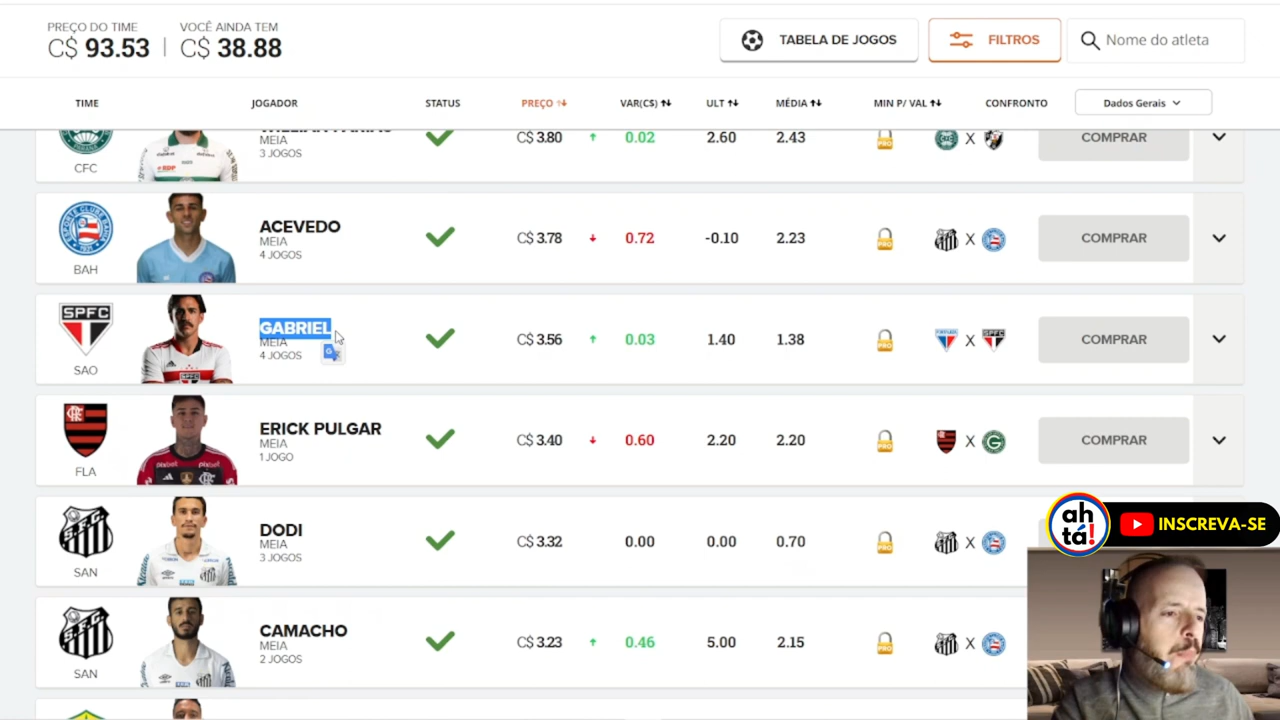 PREÇO DO TIME
C$ 93.53
VOCÊ AINDA TEM
C$ 38.88
TABELA DE JOGOS
FILTROS
Nome do atleta
TIME JOGADOR STATUS PREÇO VAR(C$) ULT MÉDIA MIN P/ VAL CONFRONTO Dados Gerais
MEIA
3 JOGOS
CFC
C$ 3.80 0.02 2.60 2.43 PRO X COMPRAR
ACEVEDO
MEIA
4 JOGOS
BAH
C$ 3.78 0.72 -0.10 2.23 PRO X COMPRAR
SPFC
GABRIEL
MEIA
4 JOGOS
SAO
C$ 3.56 0.03 1.40 1.38 PRO X COMPRAR
ERICK PULGAR
MEIA
1 JOGO
FLA
C$ 3.40 0.60 2.20 2.20 PRO X COMPRAR
DODI
MEIA
3 JOGOS
SAN
C$ 3.32 0.00 0.00 0.70 PRO X
CAMACHO
MEIA
2 JOGOS
SAN
C$ 3.23 0.46 5.00 2.15 PRO X
ah
tá!
INSCREVA-SE